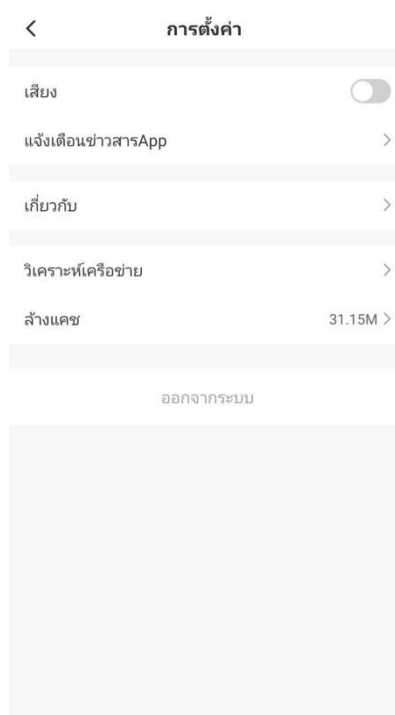 การตั้งค่า
เสียง
แจ้งเตือนข่าวสารApp
เกี่ยวกับ
วิเคราะห์เครือข่าย
ล้างแคช 31.15M
ออกจากระบบ